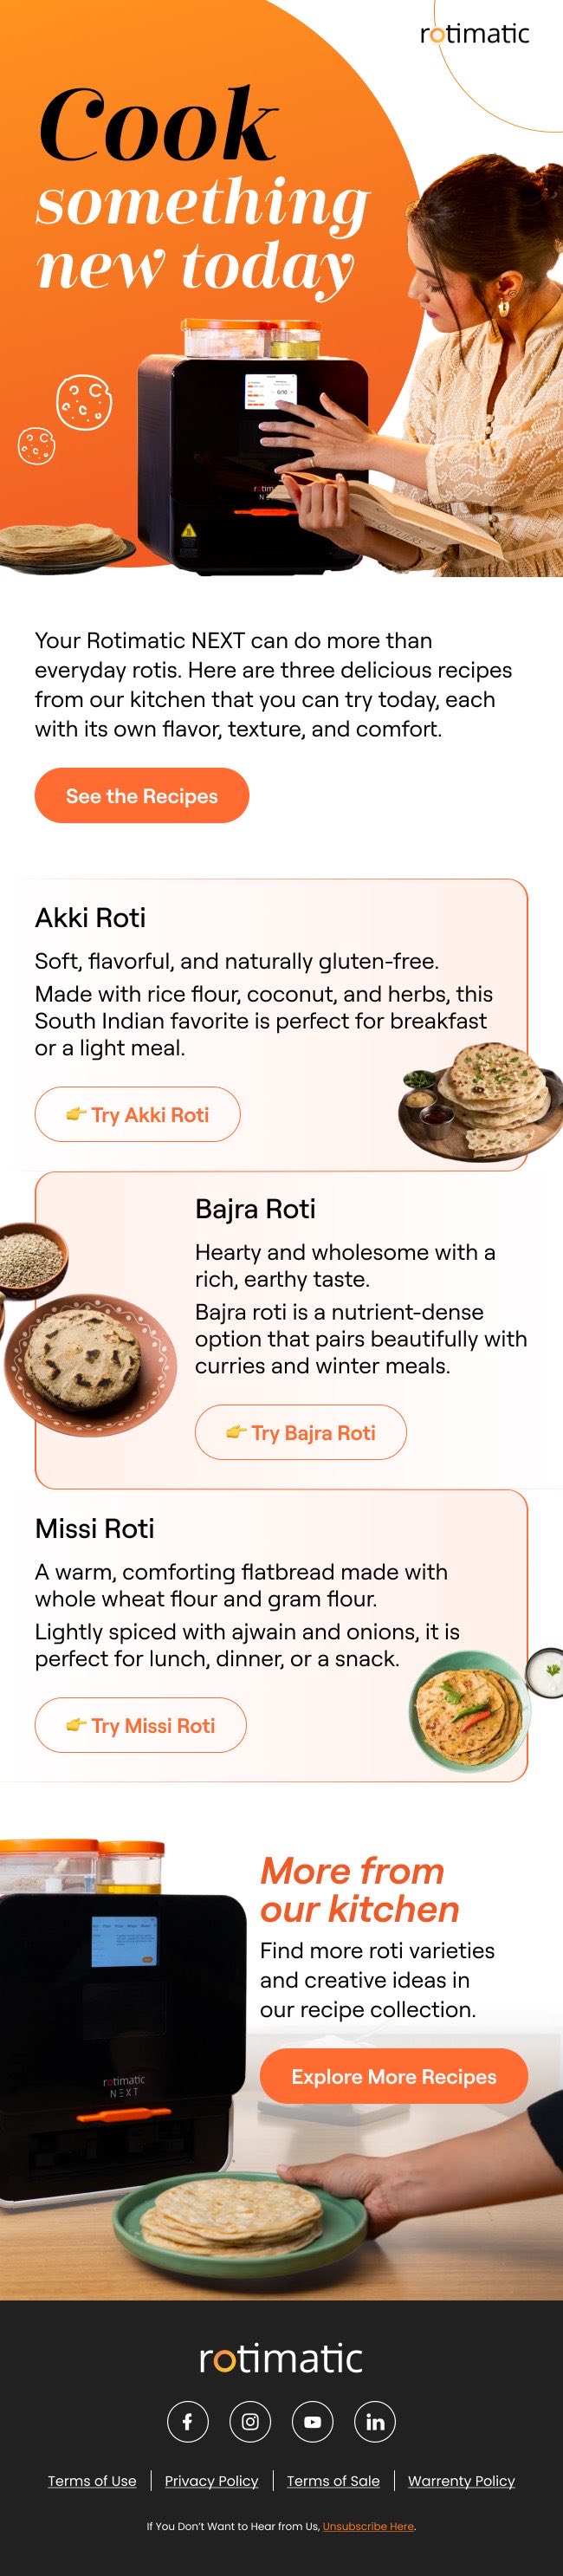 rotimatic
Cook
something
new today
rotim
Your Rotimatic NEXT can do more than
everyday rotis. Here are three delicious recipes
from our kitchen that you can try today, each
with its own flavor, texture, and comfort.
See the Recipes
Akki Roti
Soft, flavorful, and naturally gluten-free.
Made with rice flour, coconut, and herbs, this
South Indian favorite is perfect for breakfast
or a light meal.
👉 Try Akki Roti
Bajra Roti
Hearty and wholesome with a
rich, earthy taste.
Bajra roti is a nutrient-dense
option that pairs beautifully with
curries and winter meals.
👉 Try Bajra Roti
Missi Roti
A warm, comforting flatbread made with
whole wheat flour and gram flour.
Lightly spiced with ajwain and onions, it is
perfect for lunch, dinner, or a snack.
👉 Try Missi Roti
More from
our kitchen
Find more roti varieties
and creative ideas in
our recipe collection.
Explore More Recipes
rotimatic
NEXT
rotimatic
Terms of Use | Privacy Policy | Terms of Sale | Warrenty Policy
If You Don't Want to Hear from Us, Unsubscribe Here.